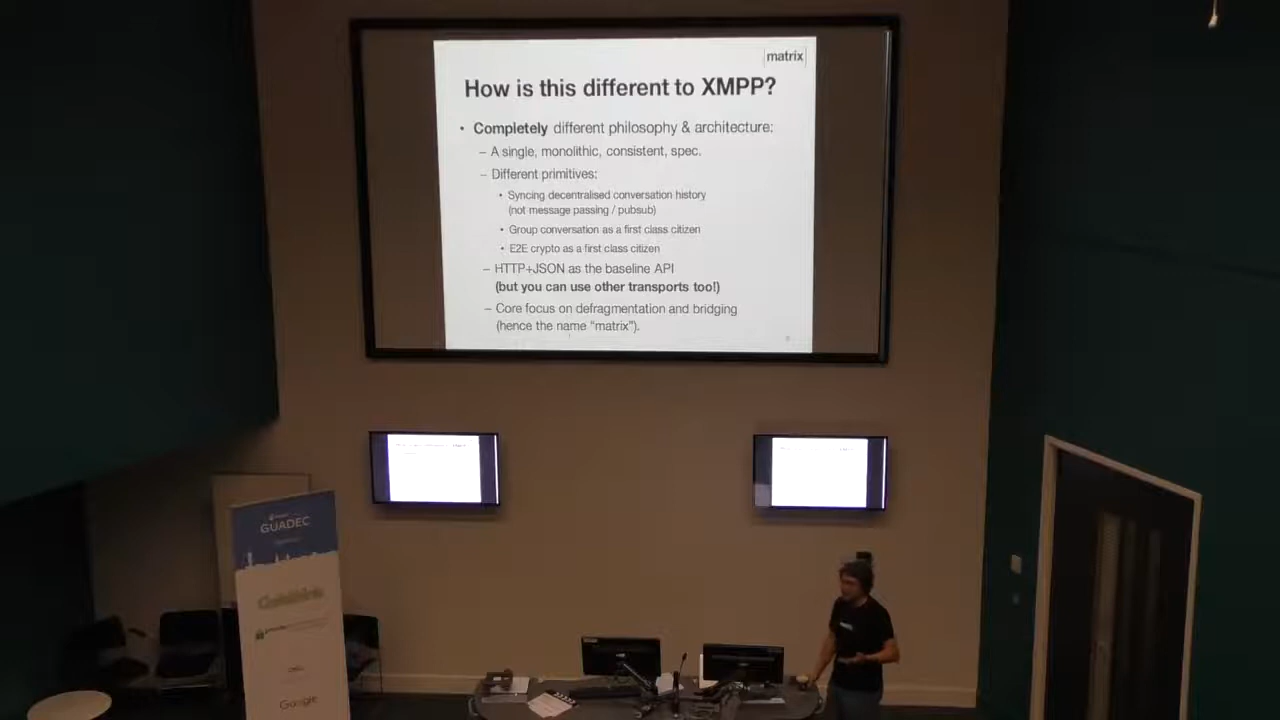 matrix
How is this different to XMPP?
• Completely different philosophy & architecture:
– A single, monolithic, consistent, spec.
– Different primitives:
• Syncing decentralised conversation history
(not message passing / pubsub)
• Group conversation as a first class citizen
• E2E crypto as a first class citizen
– HTTP+JSON as the baseline API
(but you can use other transports too!)
– Core focus on defragmentation and bridging
(hence the name “matrix”).
GUADEC
Google